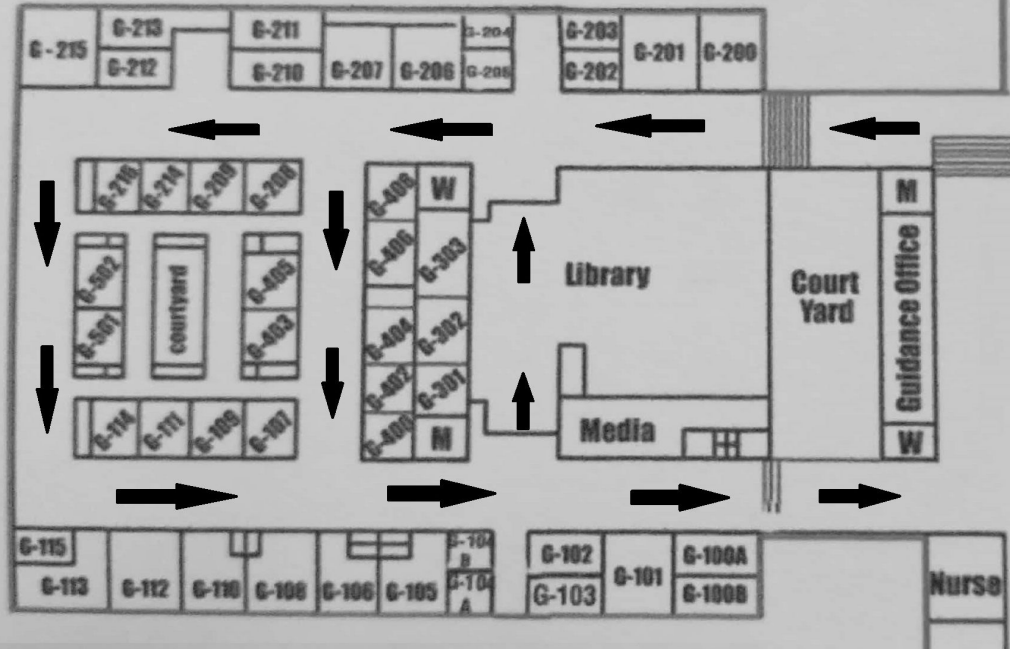 G-215
G-213
G-212
G-211
G-210
G-207
G-206
G-204
G-205
G-203
G-202
G-201
G-200
G-216
G-214
G-209
G-208
G-408
W
G-406
G-303
G-502
G-501
courtyard
G-405
G-403
G-404
G-302
G-402
G-301
G-400
M
Library
Media
Court
Yard
M
Guidance Office
W
G-114
G-111
G-109
G-107
G-115
G-113
G-112
G-110
G-108
G-106
G-105
G-104
B
G-104
A
G-102
G-103
G-101
G-100A
G-100B
Nurse